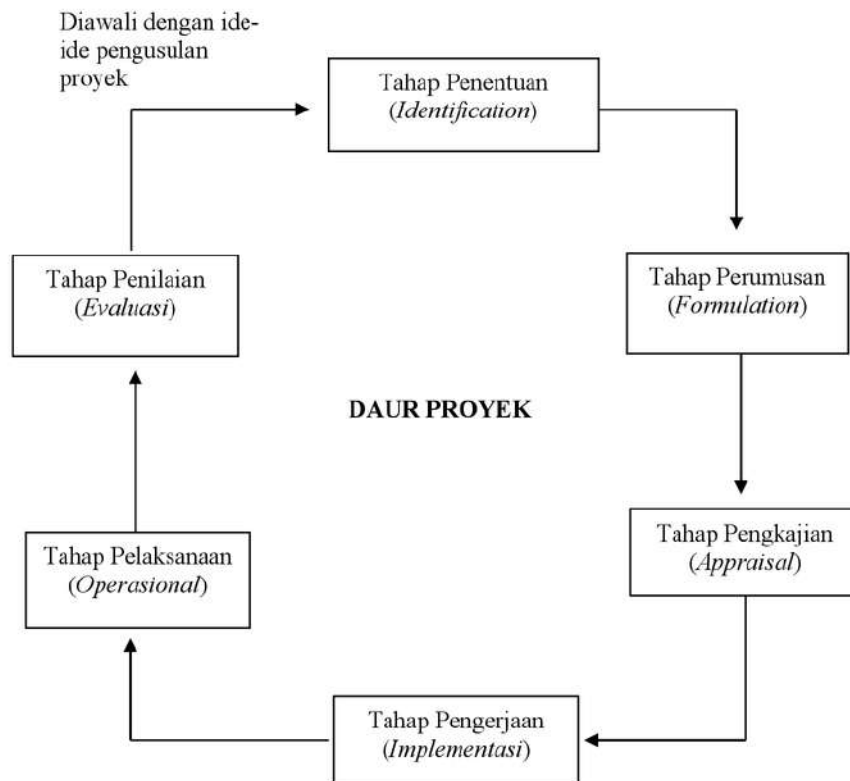 Diawali dengan ide-
ide pengusulan
proyek
Tahap Penentuan
(Identification)
Tahap Perumusan
(Formulation)
Tahap Pengkajian
(Appraisal)
Tahap Pengerjaan
(Implementasi)
Tahap Pelaksanaan
(Operasional)
Tahap Penilaian
(Evaluasi)
DAUR PROYEK